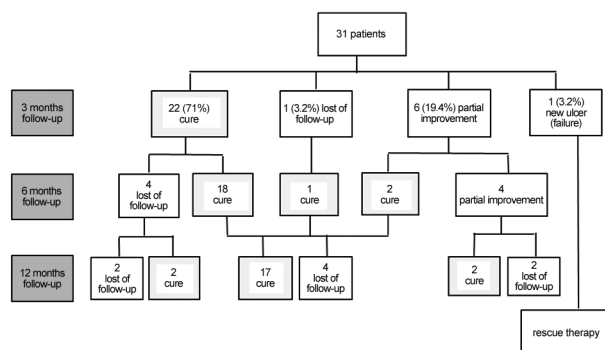 31 patients
3 months
follow-up
22 (71%)
cure
1 (3.2%) lost of
follow-up
6 (19.4%) partial
improvement
1 (3.2%)
new ulcer
(failure)
6 months
follow-up
4
lost of
follow-up
18
cure
1
cure
2
cure
4
partial improvement
12 months
follow-up
2
lost of
follow-up
2
cure
17
cure
4
lost of
follow-up
2
cure
2
lost of
follow-up
rescue therapy